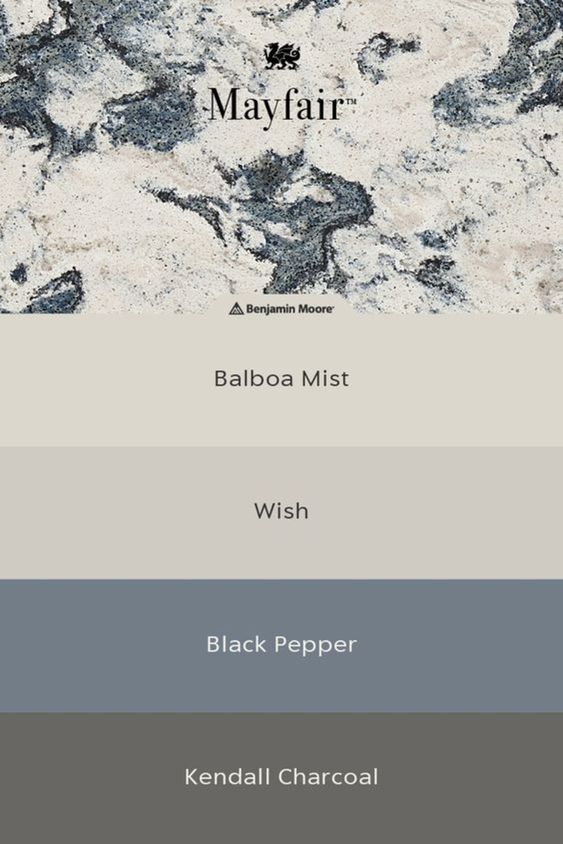 Mayfair™
Benjamin Moore®
Balboa Mist
Wish
Black Pepper
Kendall Charcoal